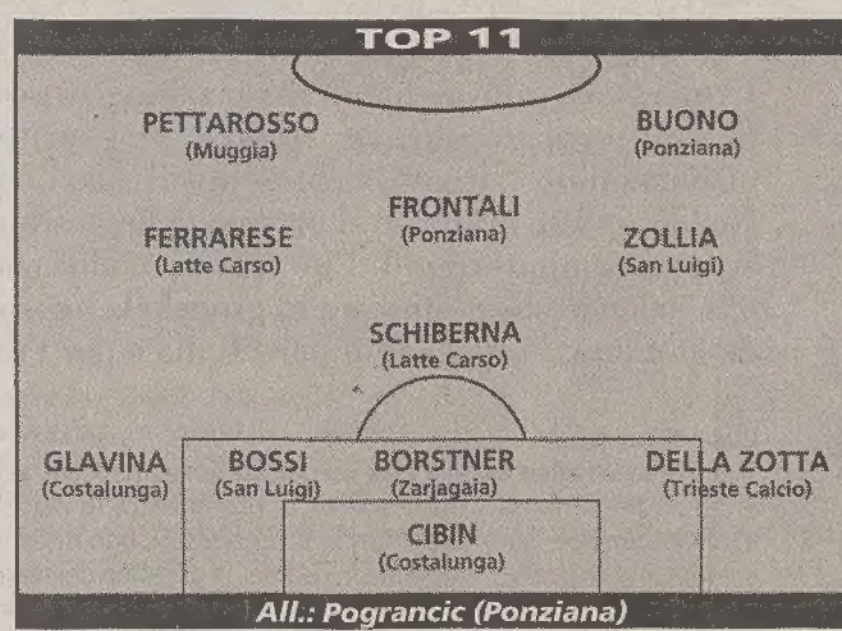 TOP 11
PETTAROSSO
(Muggia)
BUONO
(Ponziana)
FRONTALI
(Ponziana)
FERRARESE
(Latte Carso)
ZOLLIA
(San Luigi)
SCHIBERNA
(Latte Carso)
GLAVINA
(Costalunga)
BOSSI
(San Luigi)
BORSTNER
(Zarjagaia)
DELLA ZOTTA
(Trieste Calcio)
CIBIN
(Costalunga)
All.: Pograncic (Ponziana)